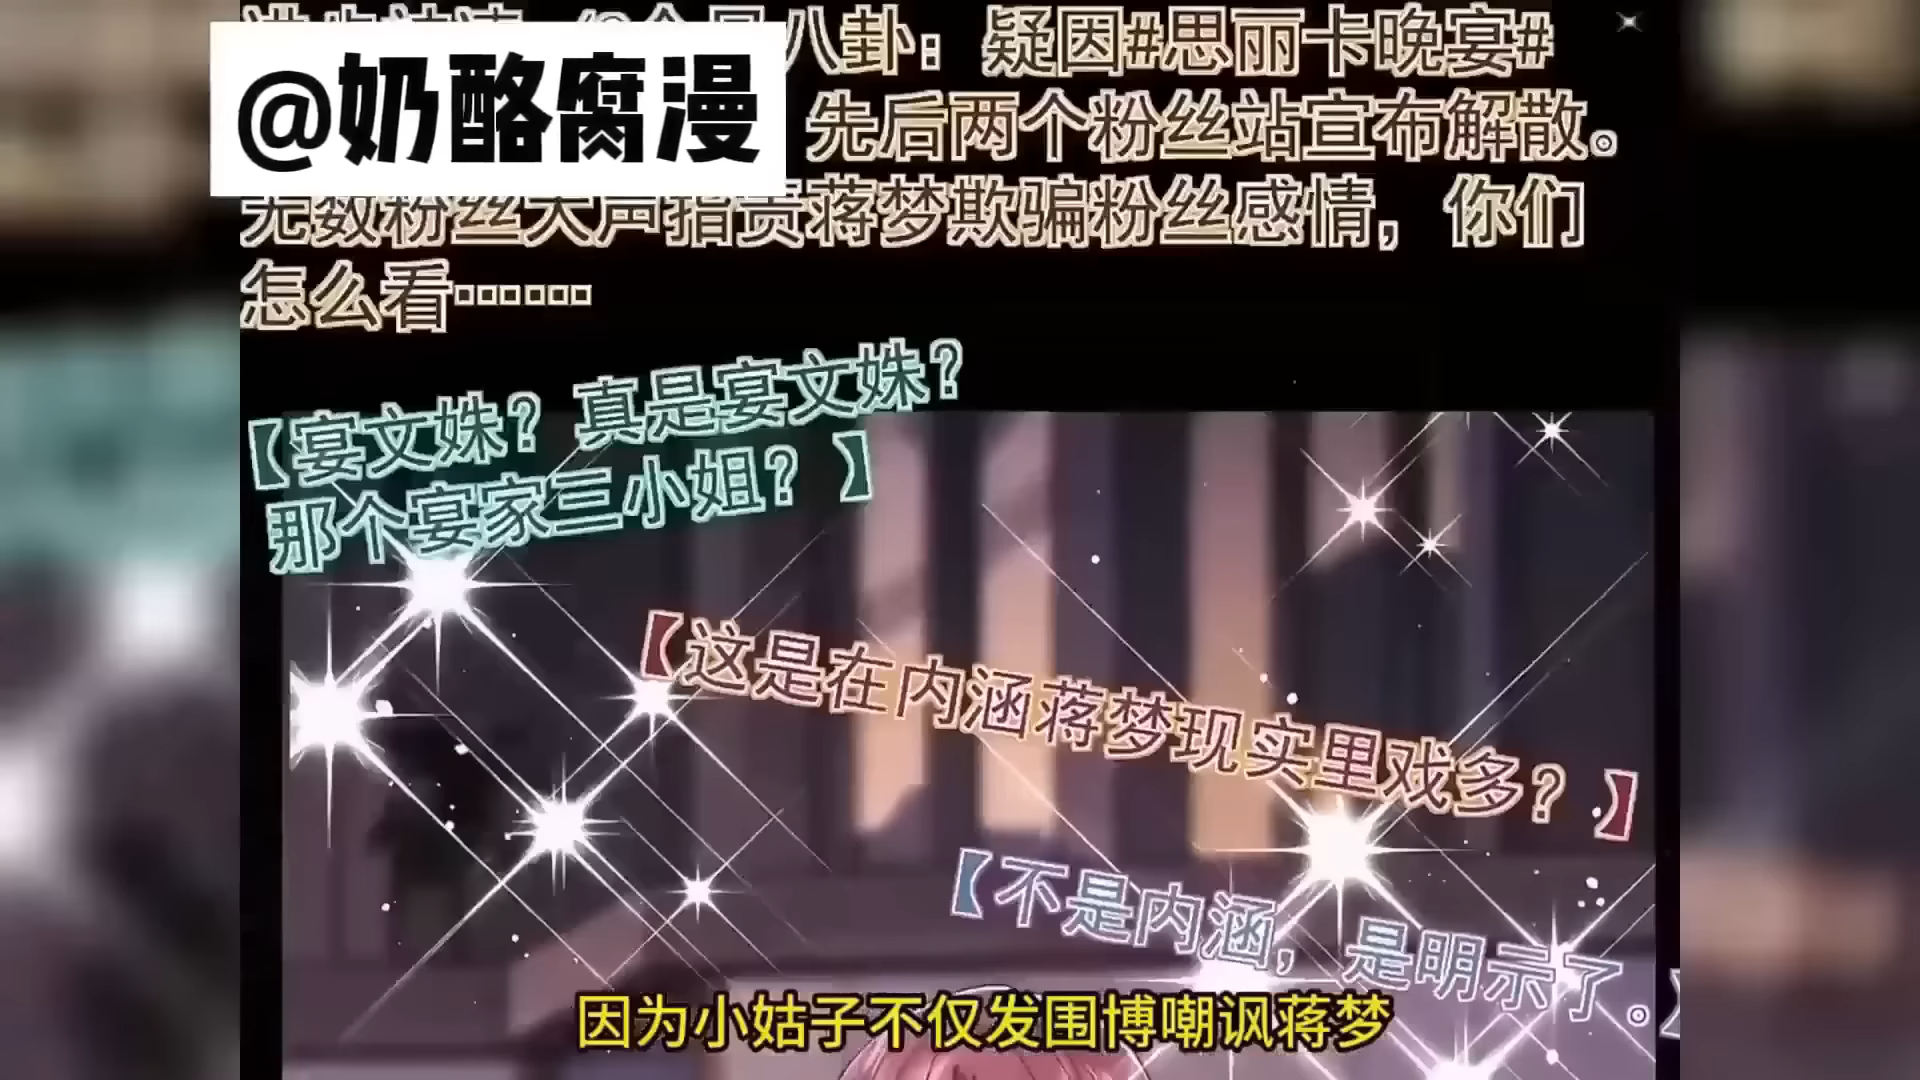 八卦：疑因#思丽卡晚宴#
@奶酪腐漫
先后两个粉丝站宣布解散。
无数粉丝大声指责蒋梦欺骗粉丝感情，你们
怎么看……
【宴文姝？真是宴文姝？
那个宴家三小姐？】
【这是在内涵蒋梦现实里戏多？】
【不是内涵，是明示了。】
因为小姑子不仅发围博嘲讽蒋梦